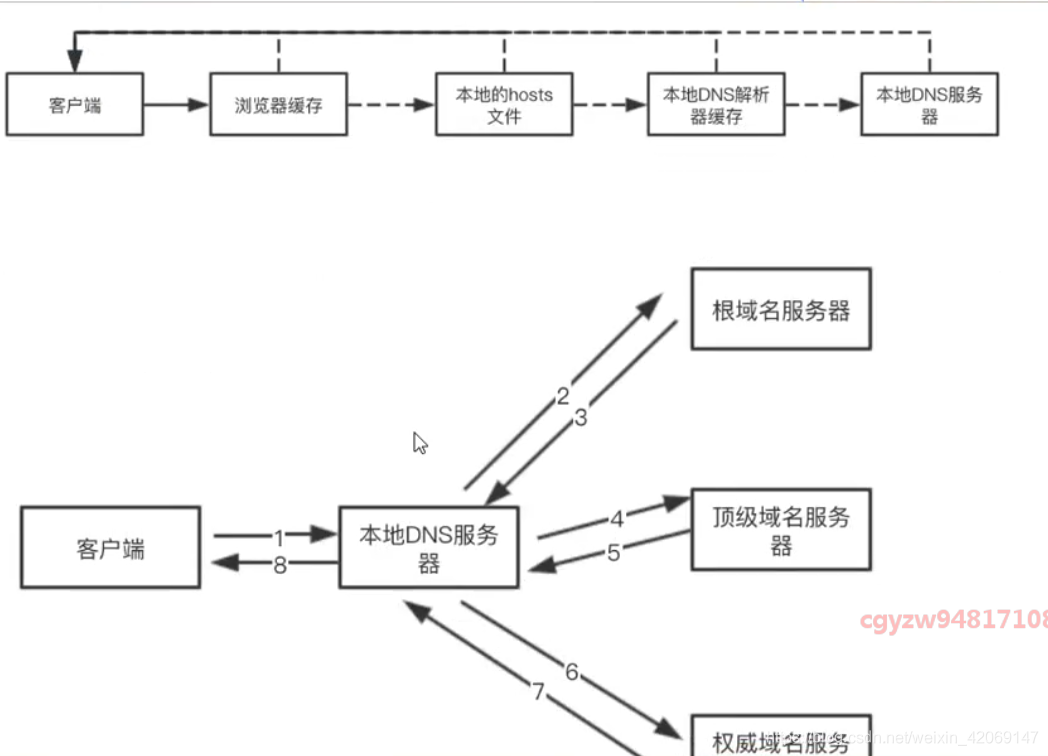 客户端
浏览器缓存
本地的hosts
文件
本地DNS解析
器缓存
本地DNS服务
器
根域名服务器
2
3
客户端
1
8
本地DNS服务
器
4
5
顶级域名服务
器
cgyzw94817108
6
7
权威域名服务
csdn.net/weixin_42069147